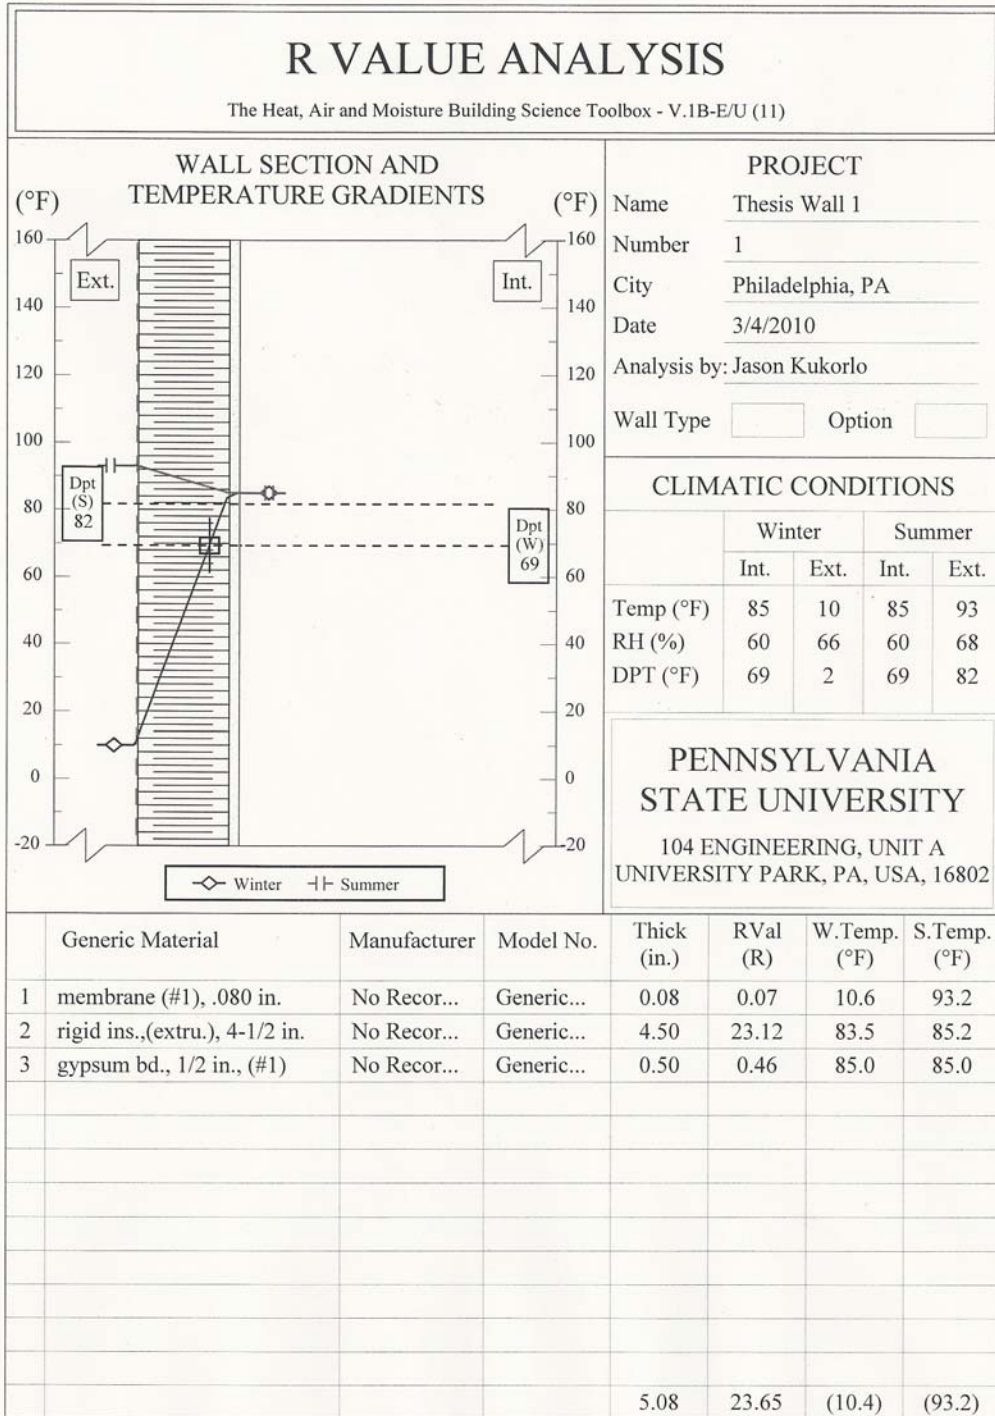 R VALUE ANALYSIS
The Heat, Air and Moisture Building Science Toolbox - V.1B-E/U (11)
WALL SECTION AND
TEMPERATURE GRADIENTS
(°F)
(°F)
160
140
120
100
80
60
40
20
0
-20
Ext.
Int.
160
140
120
100
80
60
40
20
0
-20
Dpt
(S)
82
Dpt
(W)
69
Winter Summer
PROJECT
Name Thesis Wall 1
Number 1
City Philadelphia, PA
Date 3/4/2010
Analysis by: Jason Kukorlo
Wall Type Option
CLIMATIC CONDITIONS
Winter Summer
Int. Ext. Int. Ext.
Temp (°F) 85 10 85 93
RH (%) 60 66 60 68
DPT (°F) 69 2 69 82
PENNSYLVANIA
STATE UNIVERSITY
104 ENGINEERING, UNIT A
UNIVERSITY PARK, PA, USA, 16802
Generic Material Manufacturer Model No. Thick (in.) RVal (R) W.Temp. (°F) S.Temp. (°F)
1 membrane (#1), .080 in. No Recor... Generic... 0.08 0.07 10.6 93.2
2 rigid ins.,(extru.), 4-1/2 in. No Recor... Generic... 4.50 23.12 83.5 85.2
3 gypsum bd., 1/2 in., (#1) No Recor... Generic... 0.50 0.46 85.0 85.0
5.08 23.65 (10.4) (93.2)